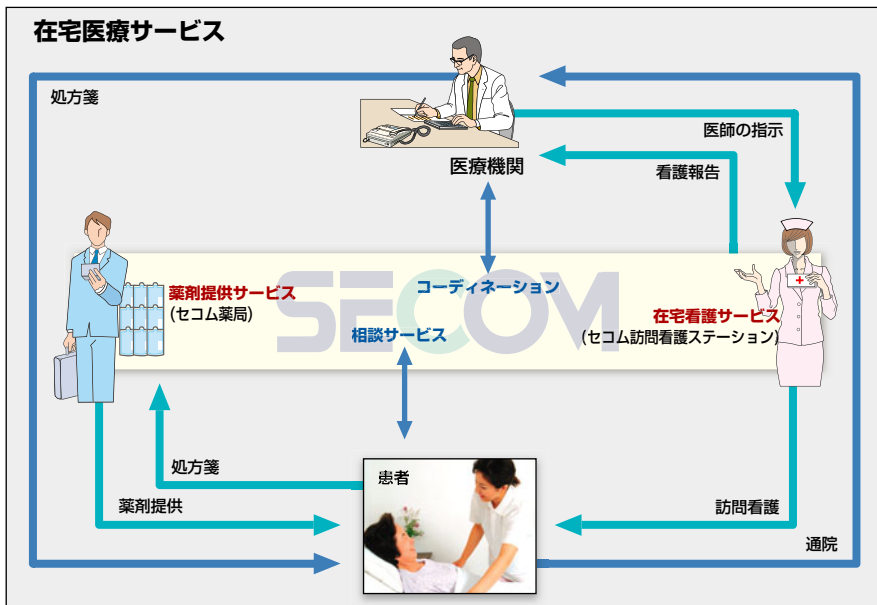 在宅医療サービス
処方箋
医師の指示
医療機関
看護報告
SECOM
コーディネーション
薬剤提供サービス
(セコム薬局)
相談サービス
在宅看護サービス
(セコム訪問看護ステーション)
処方箋
患者
薬剤提供
訪問看護
通院